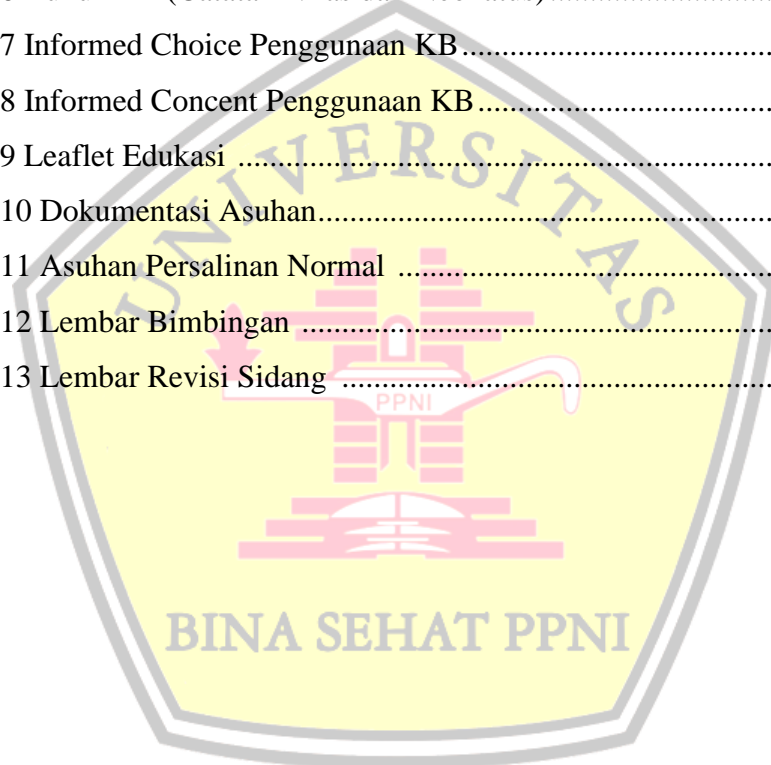 7 Informed Choice Penggunaan KB..............................
8 Informed Concent Penggunaan KB..............................
9 Leaflet Edukasi ..............................
10 Dokumentasi Asuhan..............................
11 Asuhan Persalinan Normal ..............................
12 Lembar Bimbingan ..............................
13 Lembar Revisi Sidang ..............................
UNIVERSITAS
PPNI
BINA SEHAT PPNI